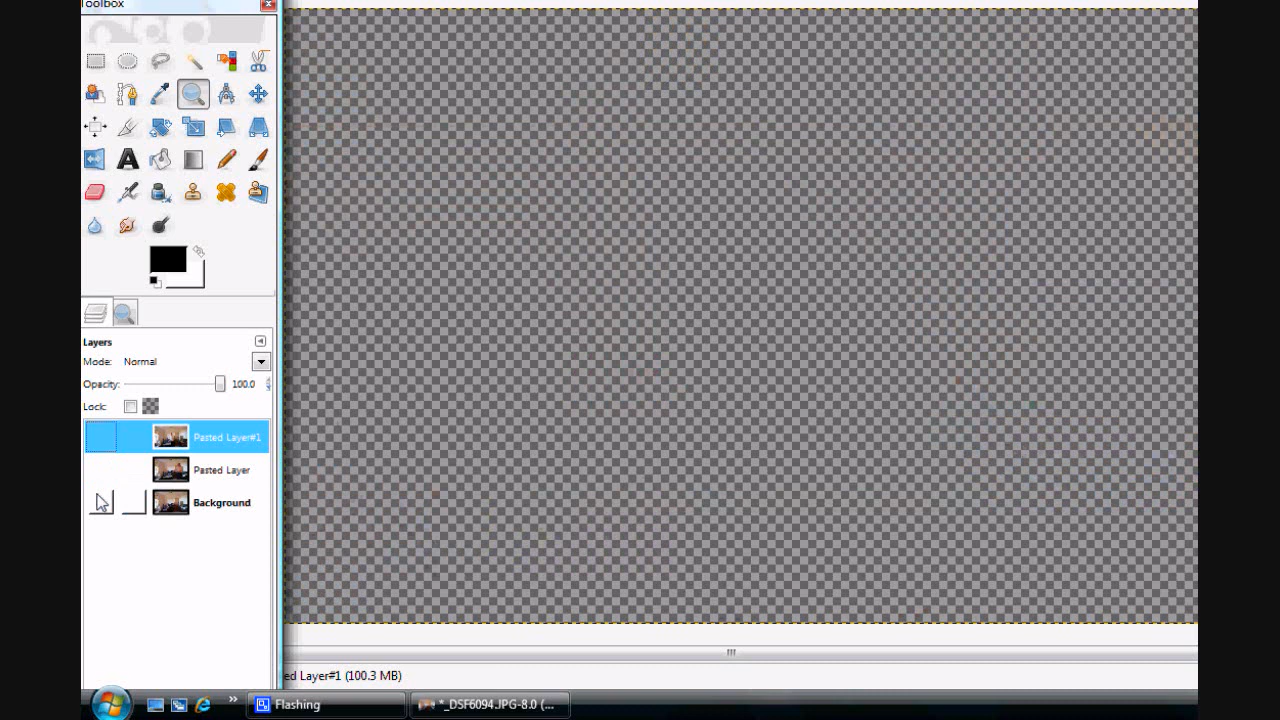 Toolbox
Layers
Mode: Normal
Opacity: 100.0
Lock:
Pasted Layer#1
Pasted Layer
Background
ed Layer#1 (100.3 MB)
Flashing
*_DSF6094.JPG-8.0 (...